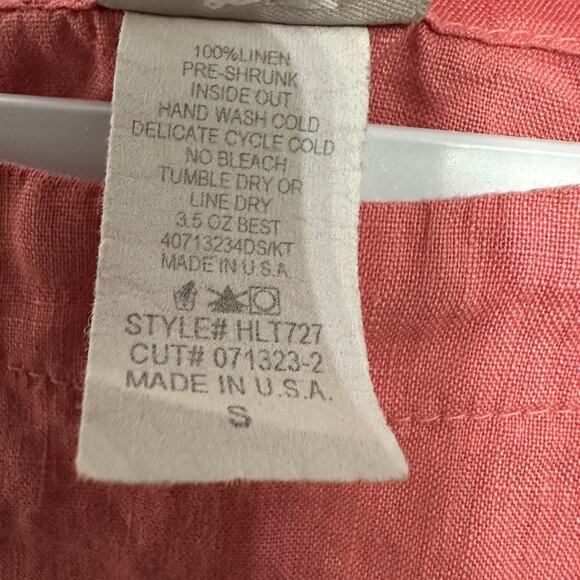 100%LINEN
PRE-SHRUNK
INSIDE OUT
HAND WASH COLD
DELICATE CYCLE COLD
NO BLEACH
TUMBLE DRY OR
LINE DRY
3.5 OZ BEST
40713234DS/KT
MADE IN U.S.A.
STYLE# HLT727
CUT# 071323-2
MADE IN U.S.A.
S